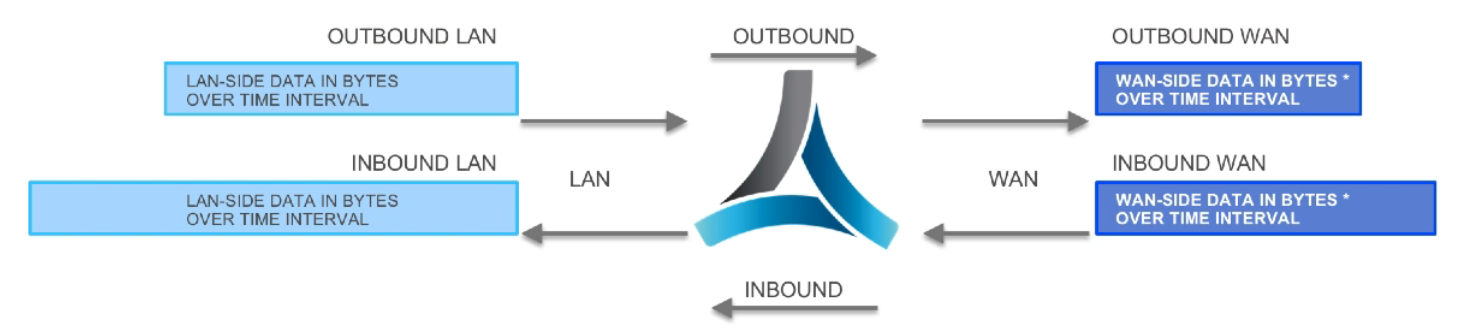 OUTBOUND LAN
OUTBOUND
OUTBOUND WAN
LAN-SIDE DATA IN BYTES
OVER TIME INTERVAL
WAN-SIDE DATA IN BYTES *
OVER TIME INTERVAL
INBOUND LAN
LAN
WAN
INBOUND WAN
LAN-SIDE DATA IN BYTES
OVER TIME INTERVAL
WAN-SIDE DATA IN BYTES *
OVER TIME INTERVAL
INBOUND